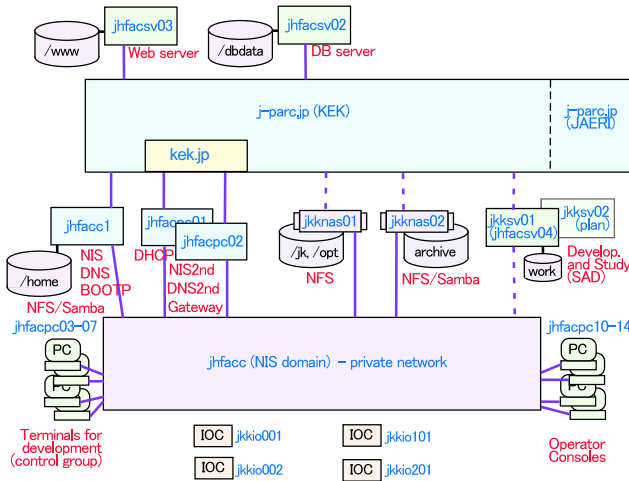 jhfacsv03
jhfacsv02
/www
Web server
/dbdata
DB server
j-parc.jp (KEK)
j-parc.jp
(JAERI)
kek.jp
jhfacc1
jhfacpc01
jhfacpc02
jkknas01
jkknas02
jkksv01
(jhfacsv04)
jkksv02
(plan)
/home
NIS
DNS
BOOTP
NFS/Samba
DHCP
NIS2nd
DNS2nd
Gateway
/jk, /opt
NFS
archive
NFS/Samba
work
Develop.
and Study
(SAD)
jhfacpc03-07
jhfacpc10-14
jhfacc (NIS domain) - private network
PC
PC
PC
PC
Terminals for
development
(control group)
IOC jkkio001
IOC jkkio101
IOC jkkio002
IOC jkkio201
Operator
Consoles